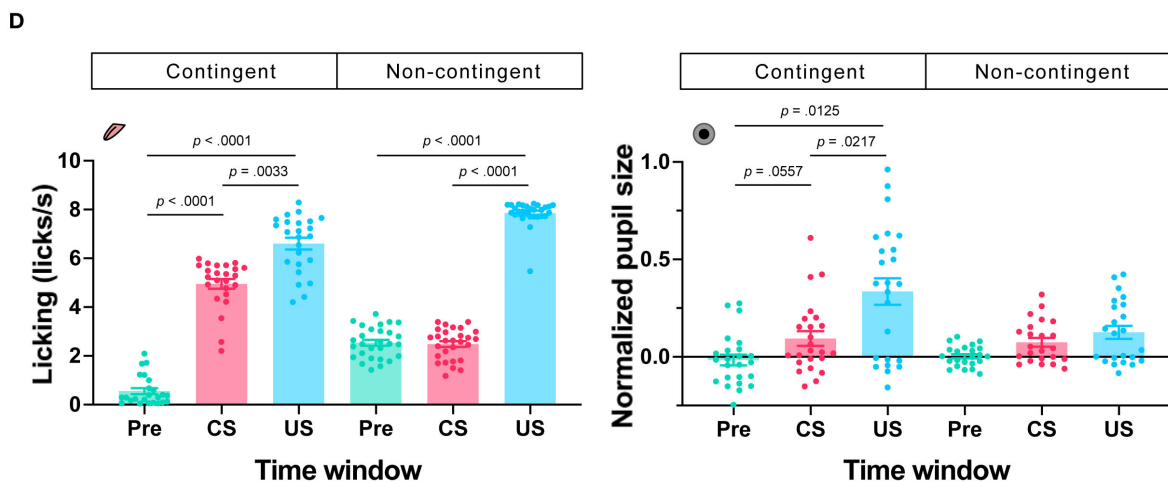 D
Contingent Non-contingent
p < .0001 p < .0001
p = .0033 p < .0001
p < .0001
Licking (licks/s)
10
8
6
4
2
0
Pre CS US Pre CS US
Time window
Contingent Non-contingent
p = .0125
p = .0217
p = .0557
Normalized pupil size
1.0
0.5
0.0
Pre CS US Pre CS US
Time window